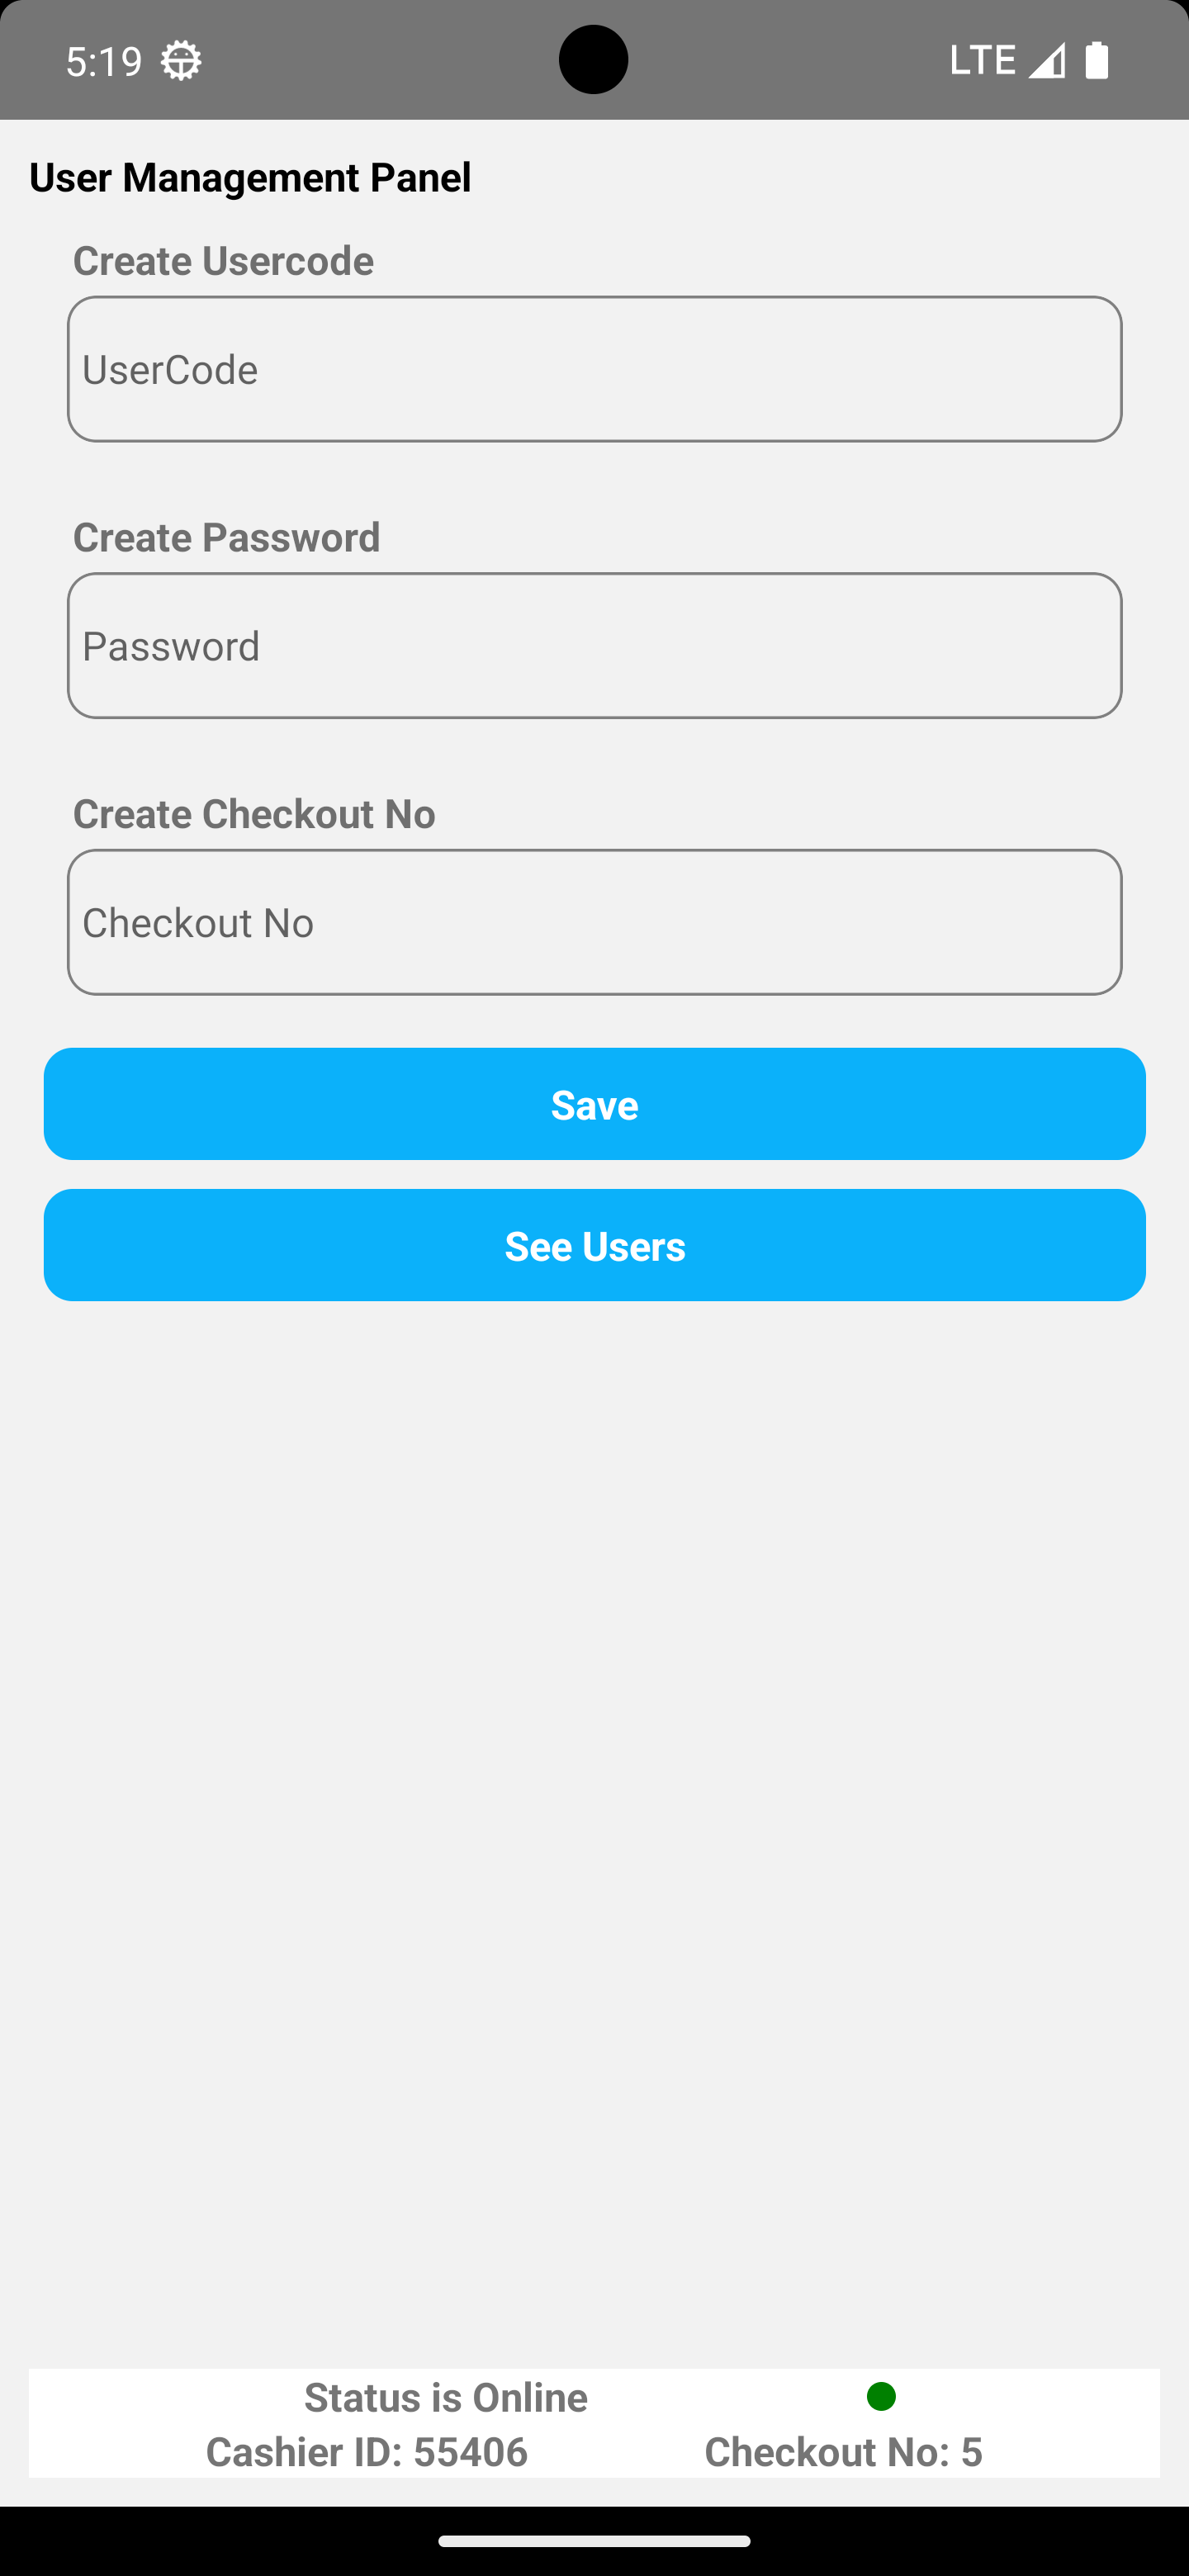 5:19 LTE
User Management Panel
Create Usercode
UserCode
Create Password
Password
Create Checkout No
Checkout No
Save
See Users
Status is Online
Cashier ID: 55406 Checkout No: 5